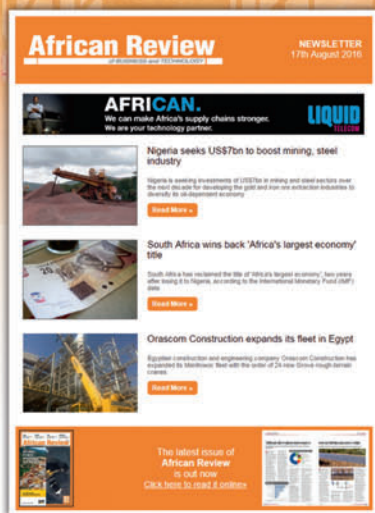 African Review
of BUSINESS and TECHNOLOGY
NEWSLETTER
17th August 2016
AFRICAN.
We can make Africa's supply chains stronger.
We are your technology partner.
LIQUID
TELECOM
Nigeria seeks US$7bn to boost mining, steel
industry
Nigeria is seeking investments of US$7bn in mining and steel sectors over
the next decade for developing the gold and iron ore extraction industries to
diversify its oil-dependent economy
Read More »
South Africa wins back 'Africa's largest economy'
title
South Africa has reclaimed the title of 'Africa's largest economy', two years
after losing it to Nigeria, according to the International Monetary Fund (IMF)
data
Read More »
Orascom Construction expands its fleet in Egypt
Egyptian construction and engineering company Orascom Construction has
expanded its Manitowoc fleet with the order of 24 new Grove rough-terrain
cranes
Read More »
African Review
The latest issue of
African Review
is out now
Click here to read it online»